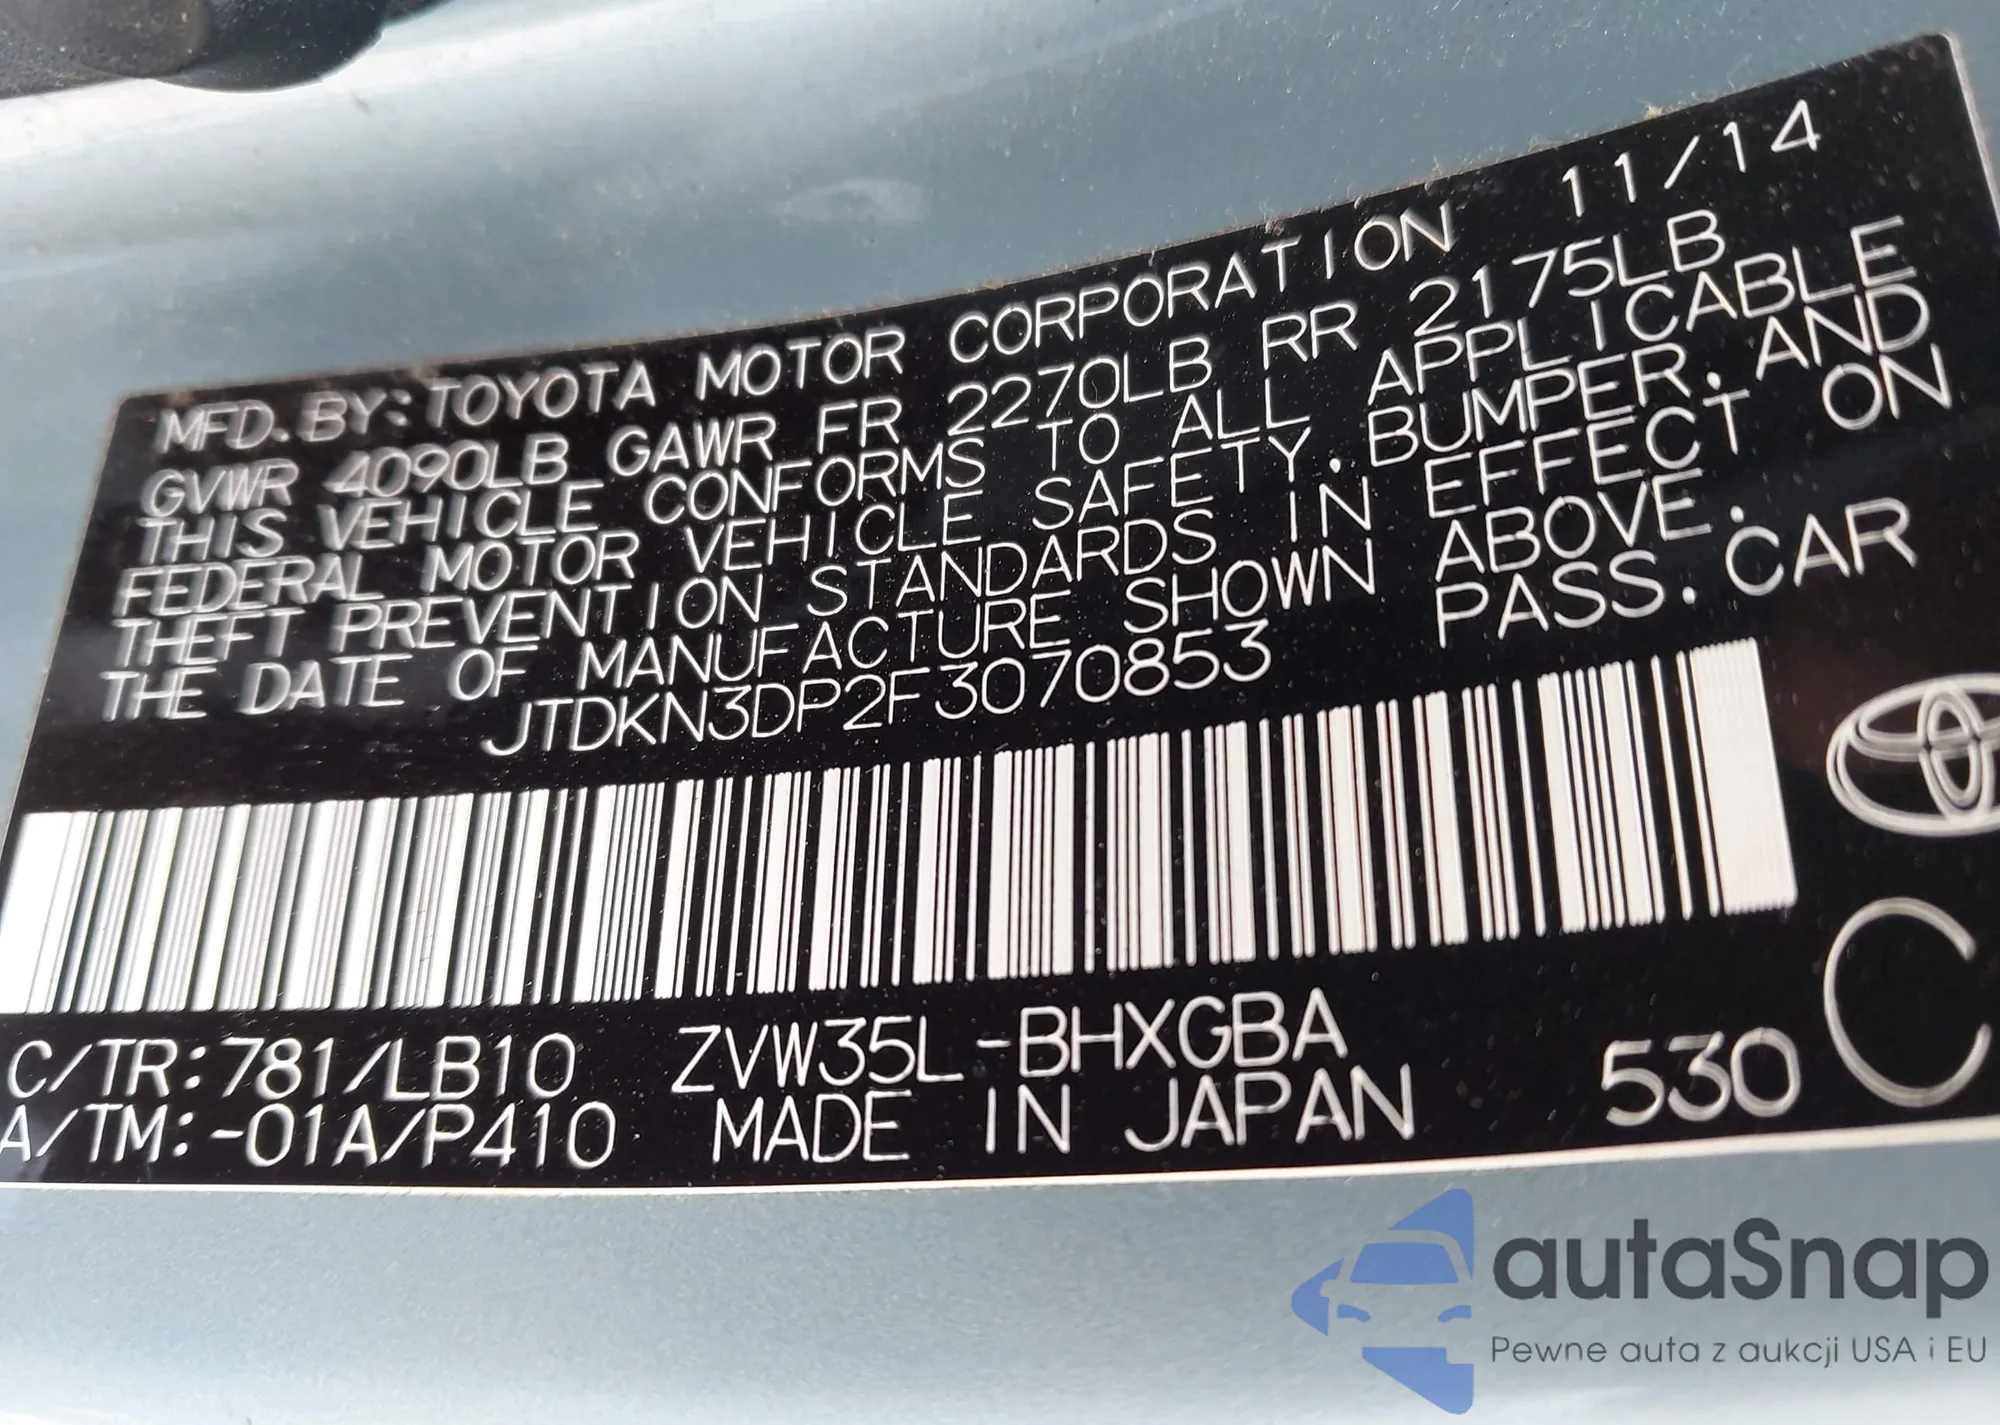 MFD. BY: TOYOTA MOTOR CORPORATION 11/14
GVWR 4090LB GAWR FR 2270LB RR 2175LB
THIS VEHICLE CONFORMS TO ALL APPLICABLE
FEDERAL MOTOR VEHICLE SAFETY, BUMPER, AND
THEFT PREVENTION STANDARDS IN EFFECT ON
THE DATE OF MANUFACTURE SHOWN ABOVE.
JTDKN3DP2F3070853 PASS. CAR
C/TR:781/LB10 ZVW35L-BHXGBA
A/TM:-01A/P410 MADE IN JAPAN 530 C
autaSnap
Pewne auta z aukcji USA i EU